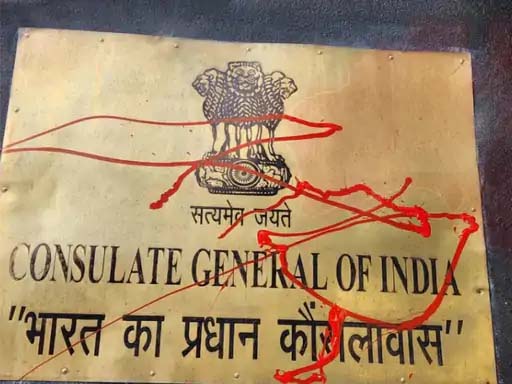 सत्यमेव जयते
CONSULATE GENERAL OF INDIA
"भारत का प्रधान कौंसलावास"